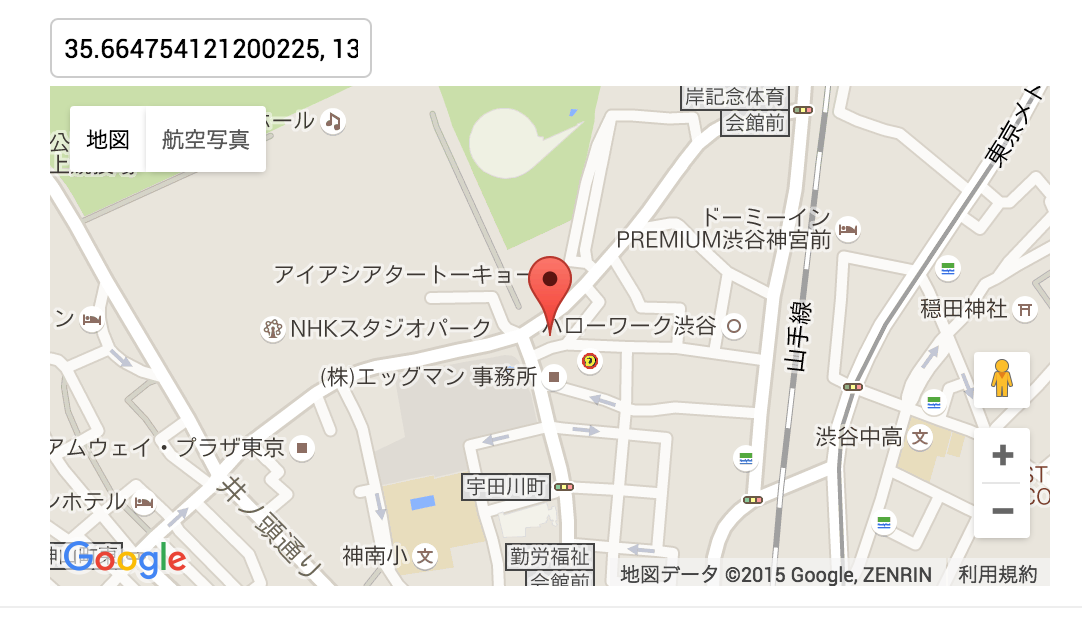 35.664754121200225, 13
地図
航空写真
ホール
岸記念体育
会館前
東京メト
ドーミーイン
PREMIUM渋谷神宮前
アイアシアタートーキョー
穏田神社
ン
NHKスタジオパーク
ハローワーク渋谷
山手線
(株)エッグマン 事務所
アムウェイ・プラザ東京
渋谷中高
文
井ノ頭通り
宇田川町
ンホテル
神南小
文
勤労福祉
会館前
Google
地図データ ©2015 Google, ZENRIN
利用規約